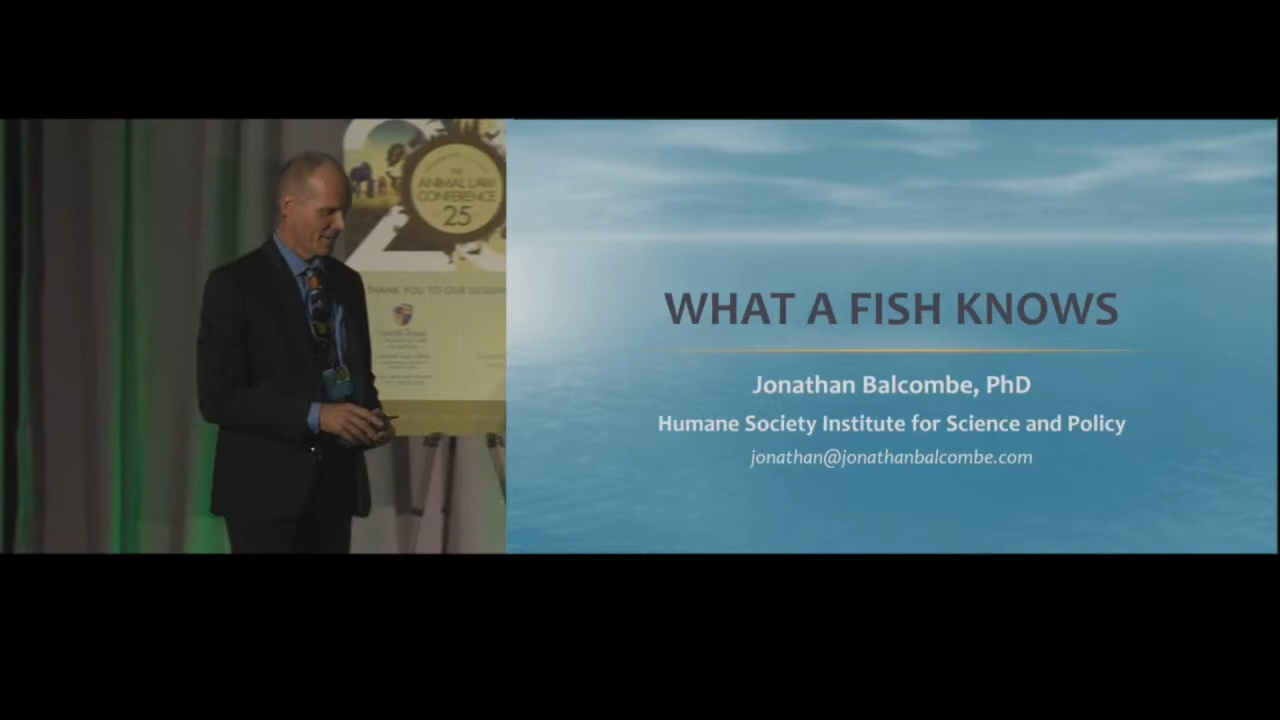 THE
ANIMAL LAW
CONFERENCE
25
THANK YOU TO OUR
WHAT A FISH KNOWS
Jonathan Balcombe, PhD
Humane Society Institute for Science and Policy
jonathan@jonathanbalcombe.com